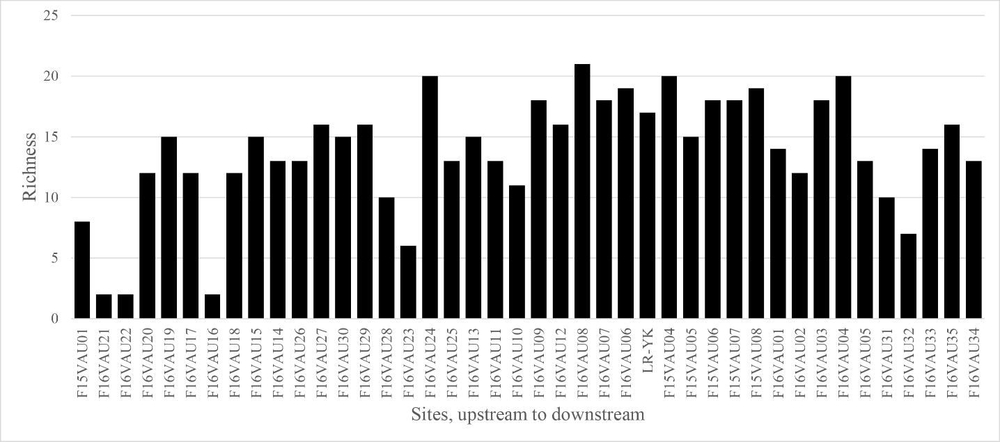 25
20
15
10
5
0
Richness
F15VAU01
F16VAU21
F16VAU22
F16VAU20
F16VAU19
F16VAU17
F16VAU16
F16VAU18
F16VAU15
F16VAU14
F16VAU26
F16VAU27
F16VAU30
F16VAU29
F16VAU28
F16VAU23
F16VAU24
F16VAU25
F16VAU13
F16VAU11
F16VAU10
F16VAU09
F16VAU12
F16VAU08
F16VAU07
F16VAU06
LR-YK
F15VAU04
F15VAU05
F15VAU06
F15VAU07
F15VAU08
F16VAU01
F16VAU02
F16VAU03
F16VAU04
F16VAU05
F16VAU31
F16VAU32
F16VAU33
F16VAU35
F16VAU34
Sites, upstream to downstream